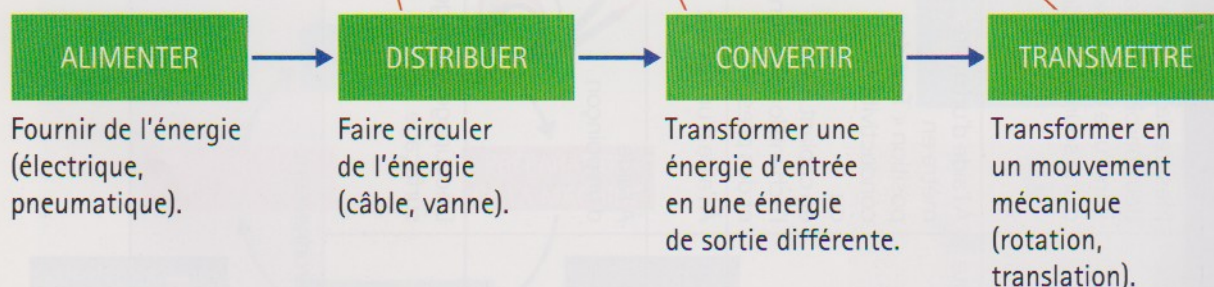 ALIMENTER
DISTRIBUER
CONVERTIR
TRANSMETTRE
Fournir de l'énergie
(électrique,
pneumatique).
Faire circuler
de l'énergie
(câble, vanne).
Transformer une
énergie d'entrée
en une énergie
de sortie différente.
Transformer en
un mouvement
mécanique
(rotation,
translation).